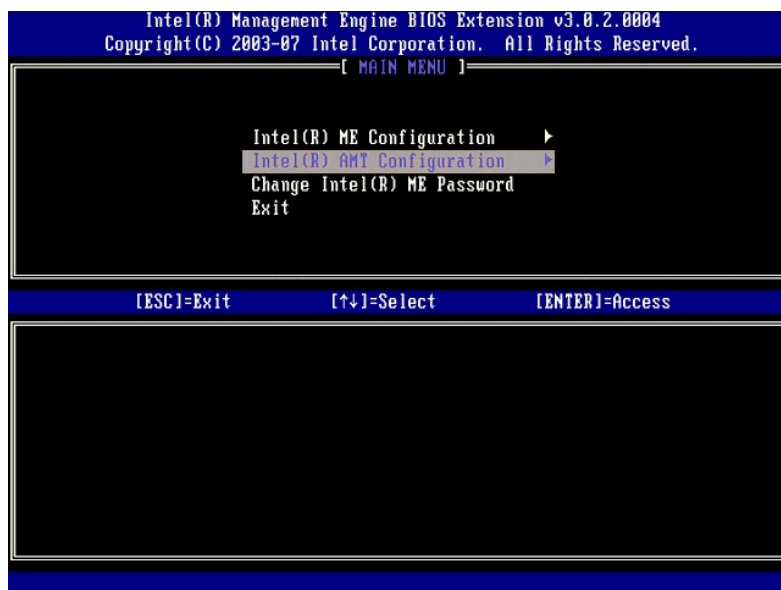 Intel(R) Management Engine BIOS Extension v3.0.2.0004
Copyright(C) 2003-07 Intel Corporation. All Rights Reserved.
[ MAIN MENU ]
Intel(R) ME Configuration ►
Intel(R) AMT Configuration ►
Change Intel(R) ME Password
Exit
[ESC]=Exit [↑↓]=Select [ENTER]=Access